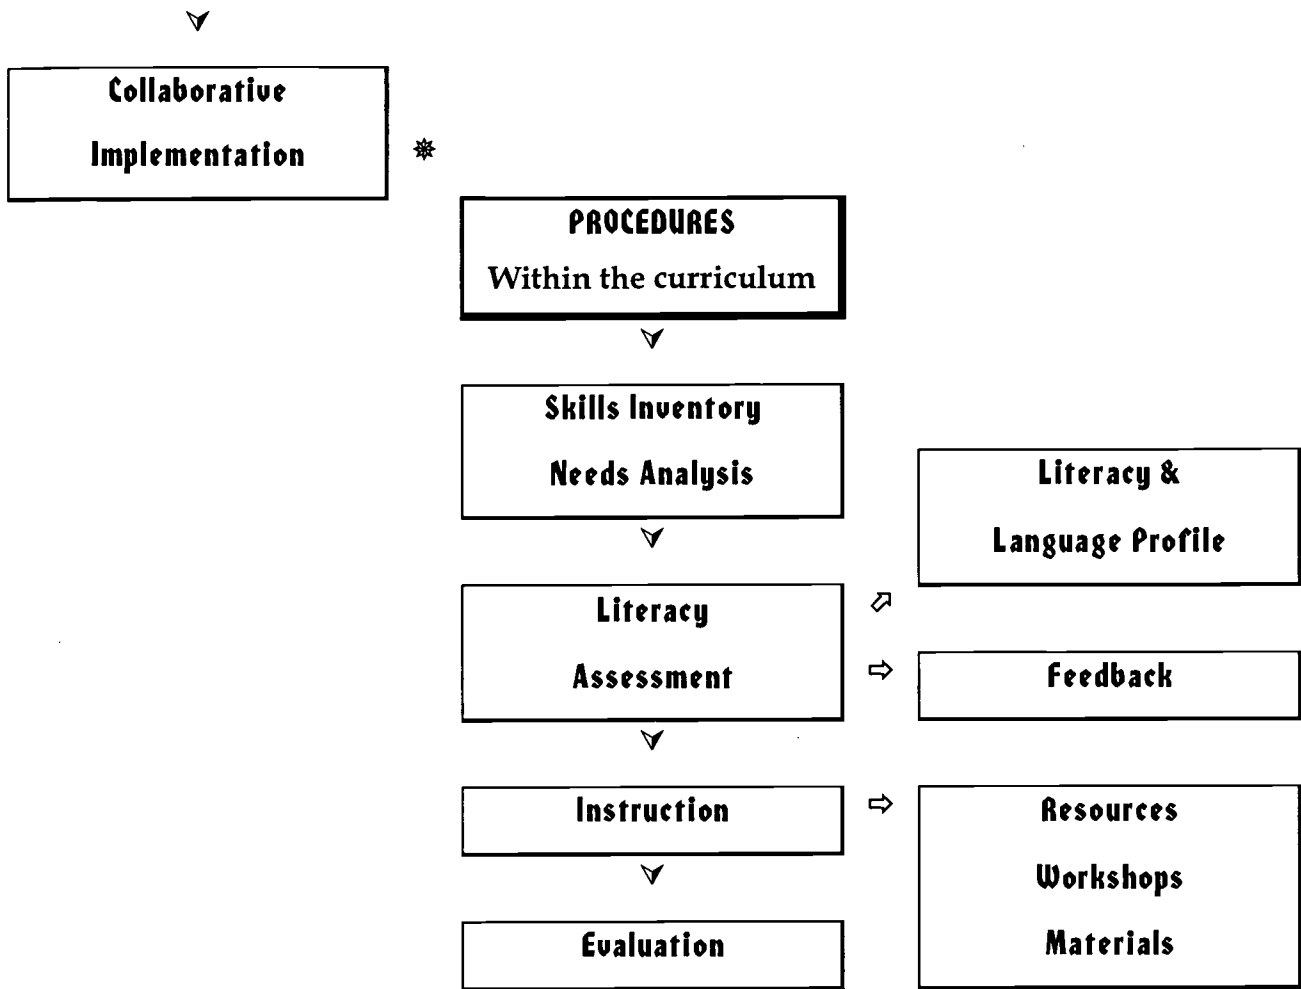 Collaborative
Implementation
PROCEDURES
Within the curriculum
Skills Inventory
Needs Analysis
Literacy &
Language Profile
Literacy
Assessment
Feedback
Instruction
Resources
Workshops
Materials
Evaluation